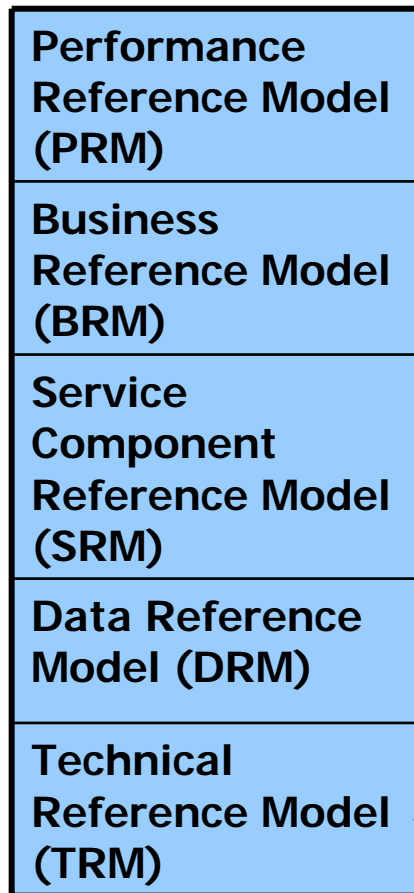 Performance
Reference Model
(PRM)
Business
Reference Model
(BRM)
Service
Component
Reference Model
(SRM)
Data Reference
Model (DRM)
Technical
Reference Model
(TRM)